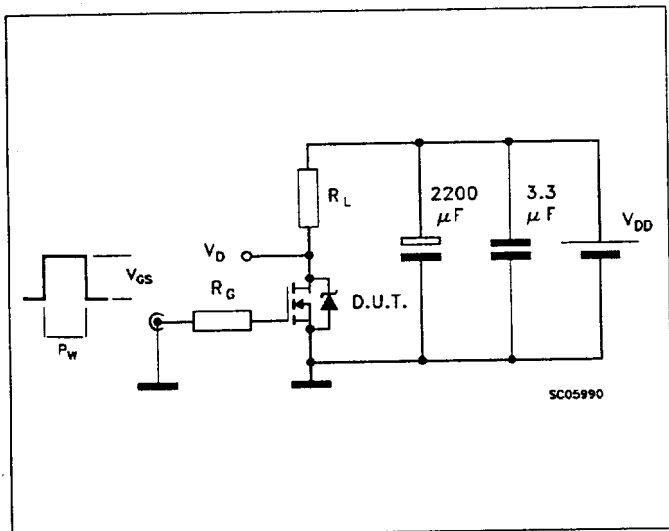 R_L
2200 µF
3.3 µF
V_DD
V_D
V_GS
R_G
D.U.T.
P_W
SC05990